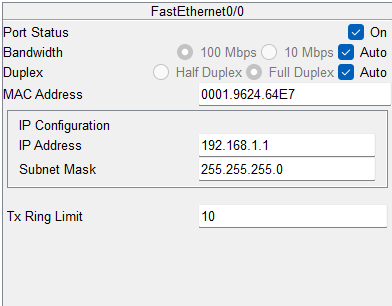 FastEthernet0/0
Port Status On
Bandwidth 100 Mbps 10 Mbps Auto
Duplex Half Duplex Full Duplex Auto
MAC Address 0001.9624.64E7
IP Configuration
IP Address 192.168.1.1
Subnet Mask 255.255.255.0
Tx Ring Limit 10